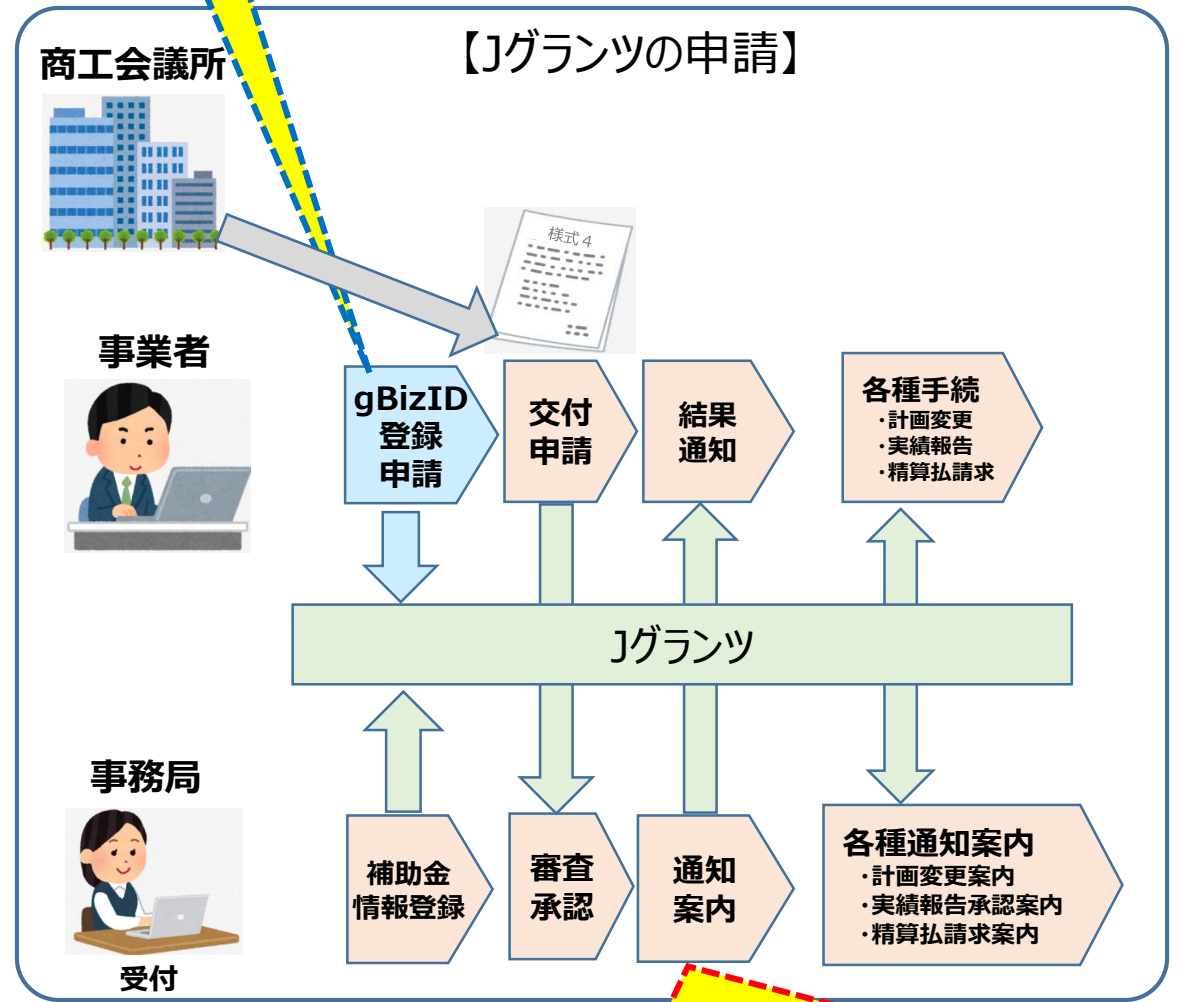 【Jグランツの申請】
商工会議所
様式４
事業者
gBizID
登録
申請
交付
申請
結果
通知
各種手続
・計画変更
・実績報告
・精算払請求
Jグランツ
事務局
受付
補助金
情報登録
審査
承認
通知
案内
各種通知案内
・計画変更案内
・実績報告承認案内
・精算払請求案内